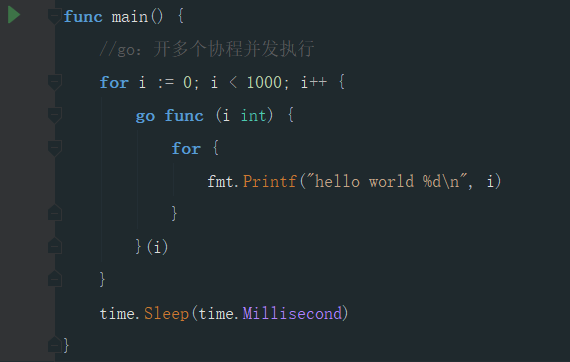 func main() {
//go：开多个协程并发执行
for i := 0; i < 1000; i++ {
go func (i int) {
for {
fmt.Printf("hello world %d\n", i)
}
}(i)
}
time.Sleep(time.Millisecond)
}